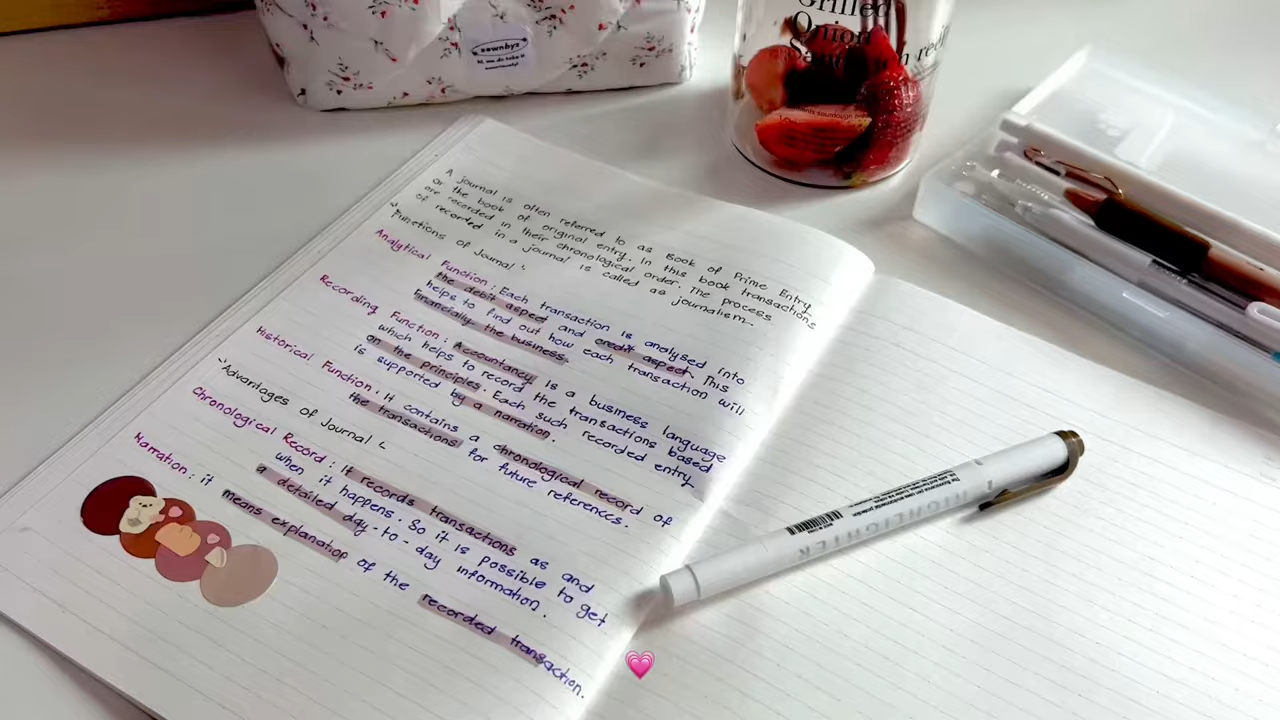 sewnbys
Grilled
Onion
A journal is often referred to as Book of Prime Entry
or the book of original entry. In this book transactions
are recorded in their chronological order. The process
of recorded in a journal is called as journalism.
Functions of Journal
Analytical Function : Each transaction is analysed into
the debit aspect and credit aspect. This
helps to find out how each transaction will
Financially the business.
Recording Function : Accountancy is a business language
which helps to record the transactions based
on the principles. Each such recorded entry
is supported by a narration.
Historical Function : It contains a chronological record of
the transactions for future references.
Advantages of Journal
Chronological Record : It records transactions as and
when it happens. So it is possible to get
a detailed day-to-day information.
Narration : it means explanation of the recorded transaction.
HIGHLIGHTER